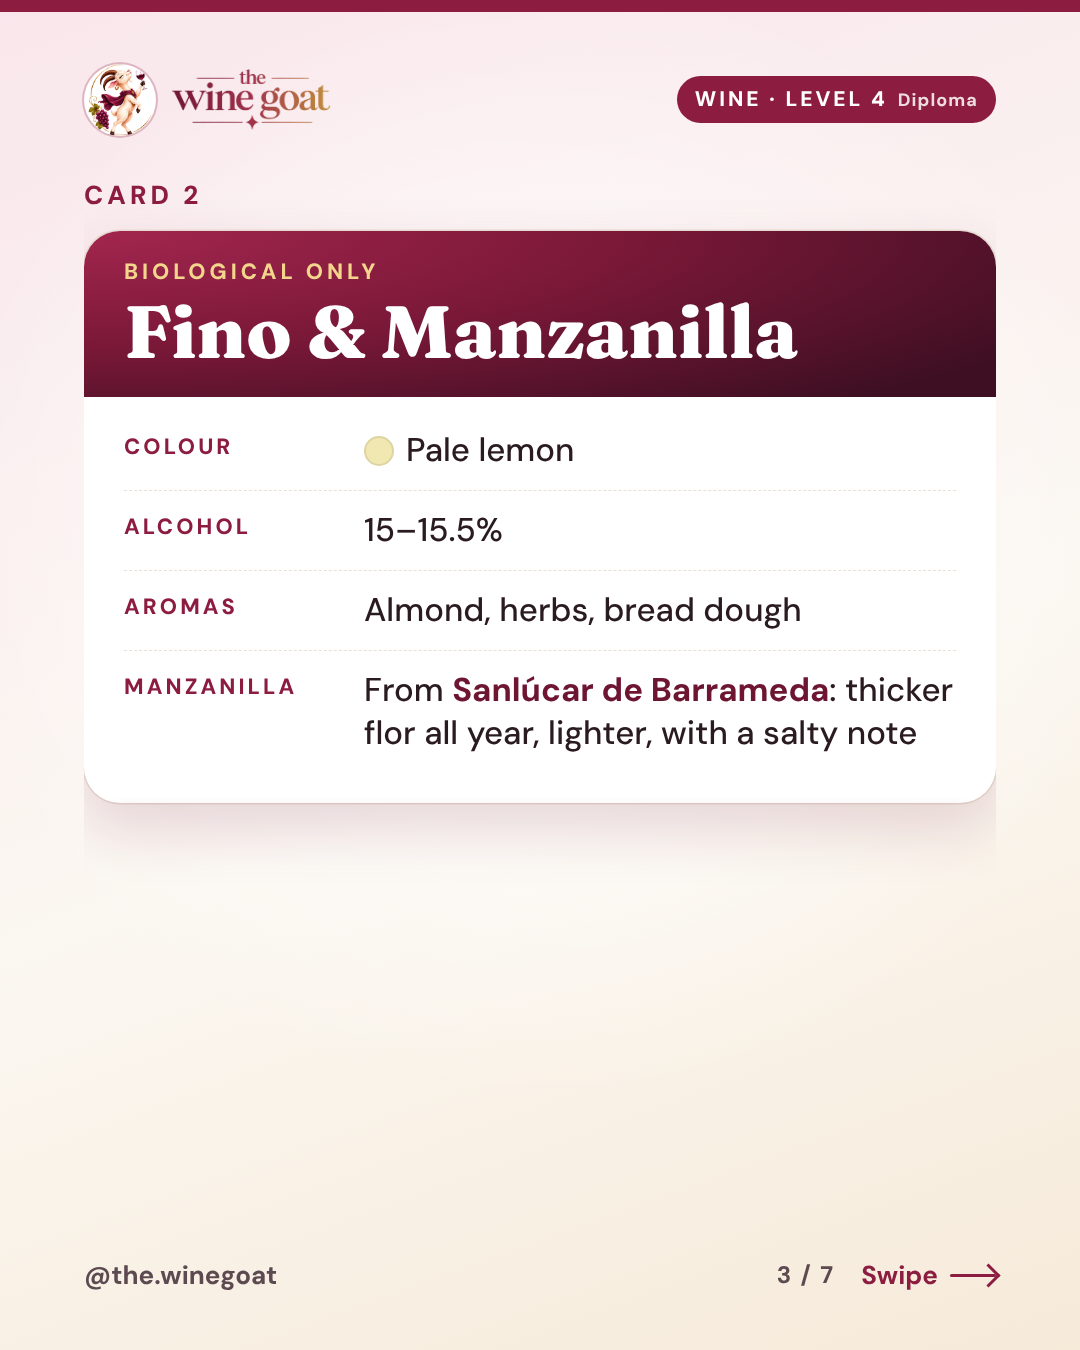 the
wine goat
WINE · LEVEL 4 Diploma
CARD 2
BIOLOGICAL ONLY
Fino & Manzanilla
COLOUR
Pale lemon
ALCOHOL
15–15.5%
AROMAS
Almond, herbs, bread dough
MANZANILLA
From Sanlúcar de Barrameda: thicker
flor all year, lighter, with a salty note
@the.winegoat
3 / 7
Swipe